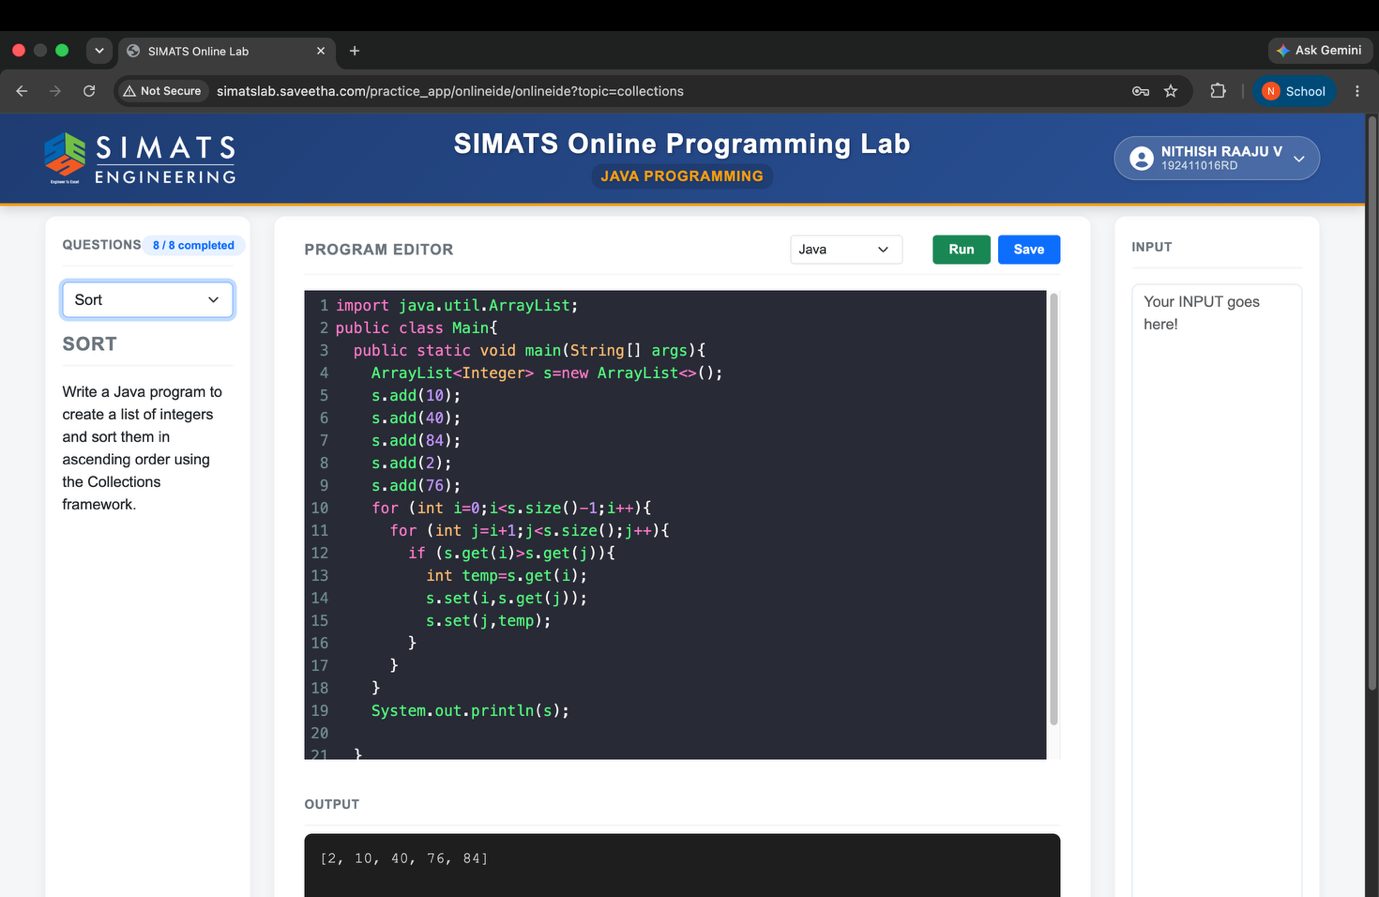 SIMATS Online Lab
Ask Gemini
Not Secure
simatslab.saveetha.com/practice_app/onlineide/onlineide?topic=collections
N
School
SIMATS
ENGINEERING
Engineer to Excel
SIMATS Online Programming Lab
JAVA PROGRAMMING
NITHISH RAAJU V
192411016RD
QUESTIONS
8 / 8 completed
Sort
SORT
Write a Java program to
create a list of integers
and sort them in
ascending order using
the Collections
framework.
PROGRAM EDITOR
Java
Run
Save
1 import java.util.ArrayList;
2 public class Main{
3 public static void main(String[] args){
4 ArrayList<Integer> s=new ArrayList<>();
5 s.add(10);
6 s.add(40);
7 s.add(84);
8 s.add(2);
9 s.add(76);
10 for (int i=0;i<s.size()-1;i++){
11 for (int j=i+1;j<s.size();j++){
12 if (s.get(i)>s.get(j)){
13 int temp=s.get(i);
14 s.set(i,s.get(j));
15 s.set(j,temp);
16 }
17 }
18 }
19 System.out.println(s);
20
21 }
OUTPUT
[2, 10, 40, 76, 84]
INPUT
Your INPUT goes
here!